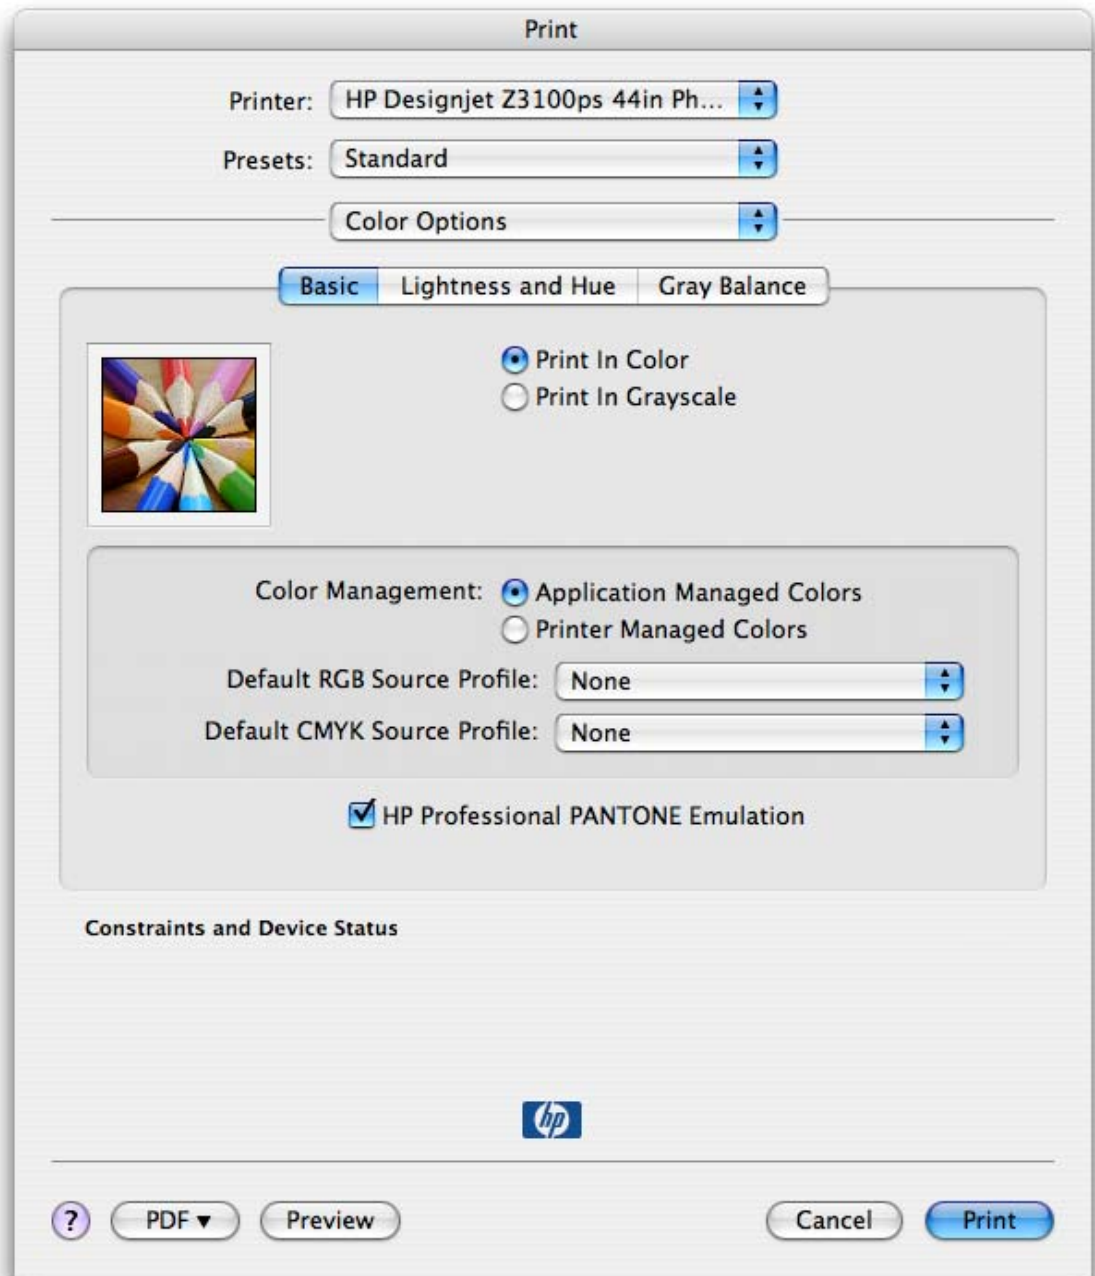 Print
Printer: HP Designjet Z3100ps 44in Ph...
Presets: Standard
Color Options
Basic Lightness and Hue Gray Balance
Print In Color
Print In Grayscale
Color Management: Application Managed Colors
Printer Managed Colors
Default RGB Source Profile: None
Default CMYK Source Profile: None
HP Professional PANTONE Emulation
Constraints and Device Status
hp
? PDF ▼ Preview Cancel Print